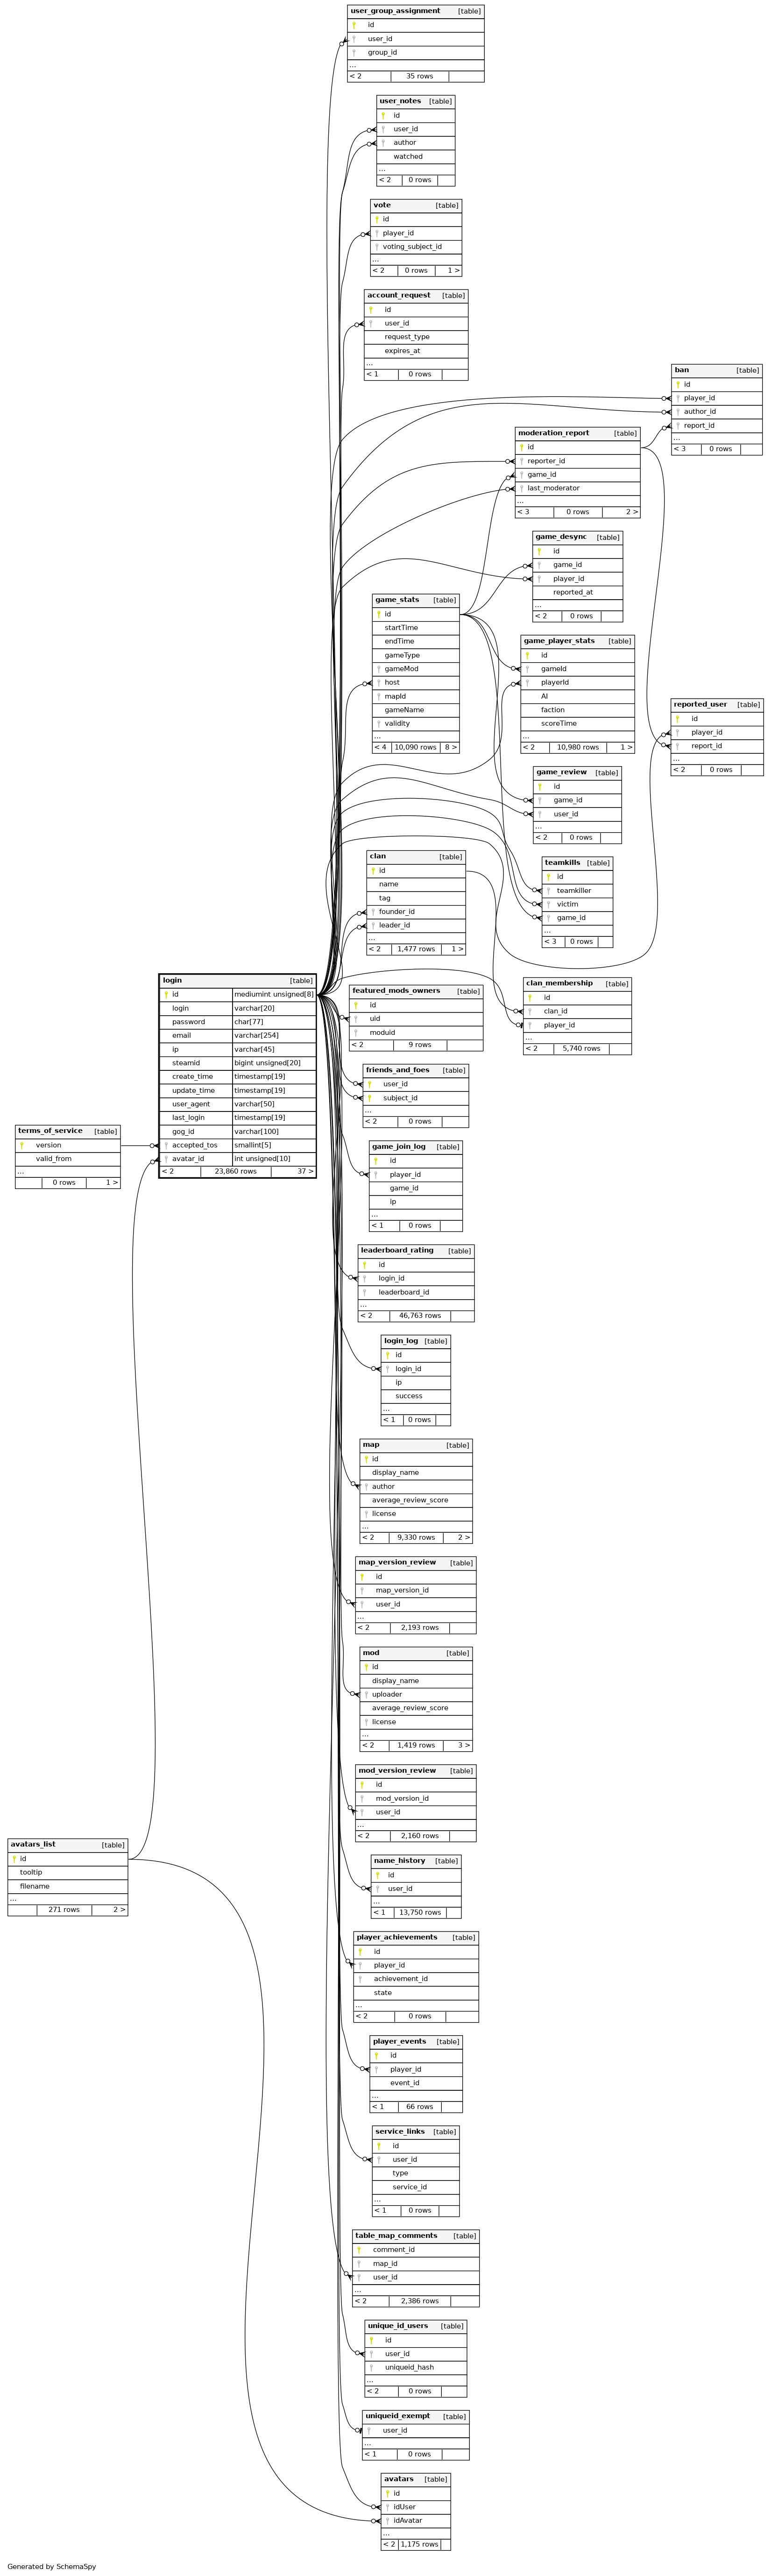 user_group_assignment [table]
id
user_id
group_id
...
< 2 35 rows
user_notes [table]
id
user_id
author
watched
...
< 2 0 rows
vote [table]
id
player_id
voting_subject_id
...
< 2 0 rows 1 >
account_request [table]
id
user_id
request_type
expires_at
...
< 1 0 rows
ban [table]
id
player_id
author_id
report_id
...
< 3 0 rows
moderation_report [table]
id
reporter_id
game_id
last_moderator
...
< 3 0 rows 2 >
game_desync [table]
id
game_id
player_id
reported_at
...
< 2 0 rows
game_stats [table]
id
startTime
endTime
gameType
gameMod
host
mapId
gameName
validity
...
< 4 10,090 rows 8 >
game_player_stats [table]
id
gameId
playerId
AI
faction
scoreTime
...
< 2 10,980 rows 1 >
reported_user [table]
id
player_id
report_id
...
< 2 0 rows
game_review [table]
id
game_id
user_id
...
< 2 0 rows
clan [table]
id
name
tag
founder_id
leader_id
...
< 2 1,477 rows 1 >
teamkills [table]
id
teamkiller
victim
game_id
...
< 3 0 rows
login [table]
id mediumint unsigned[8]
login varchar[20]
password char[77]
email varchar[254]
ip varchar[45]
steamid bigint unsigned[20]
create_time timestamp[19]
update_time timestamp[19]
user_agent varchar[50]
last_login timestamp[19]
gog_id varchar[100]
accepted_tos smallint[5]
avatar_id int unsigned[10]
< 2 23,860 rows 37 >
featured_mods_owners [table]
id
uid
moduid
...
< 2 9 rows
clan_membership [table]
id
clan_id
player_id
...
< 2 5,740 rows
friends_and_foes [table]
user_id
subject_id
...
< 2 0 rows
terms_of_service [table]
version
valid_from
...
0 rows 1 >
game_join_log [table]
id
player_id
game_id
ip
...
< 1 0 rows
leaderboard_rating [table]
id
login_id
leaderboard_id
...
< 2 46,763 rows
login_log [table]
id
login_id
ip
success
...
< 1 0 rows
map [table]
id
display_name
author
average_review_score
license
...
< 2 9,330 rows 2 >
map_version_review [table]
id
map_version_id
user_id
...
< 2 2,193 rows
mod [table]
id
display_name
uploader
average_review_score
license
...
< 2 1,419 rows 3 >
mod_version_review [table]
id
mod_version_id
user_id
...
< 2 2,160 rows
avatars_list [table]
id
tooltip
filename
...
271 rows 2 >
name_history [table]
id
user_id
...
< 1 13,750 rows
player_achievements [table]
id
player_id
achievement_id
state
...
< 2 0 rows
player_events [table]
id
player_id
event_id
...
< 1 66 rows
service_links [table]
id
user_id
type
service_id
...
< 1 0 rows
table_map_comments [table]
comment_id
map_id
user_id
...
< 2 2,386 rows
unique_id_users [table]
id
user_id
uniqueid_hash
...
< 2 0 rows
uniqueid_exempt [table]
user_id
...
< 1 0 rows
avatars [table]
id
idUser
idAvatar
...
< 2 1,175 rows
Generated by SchemaSpy